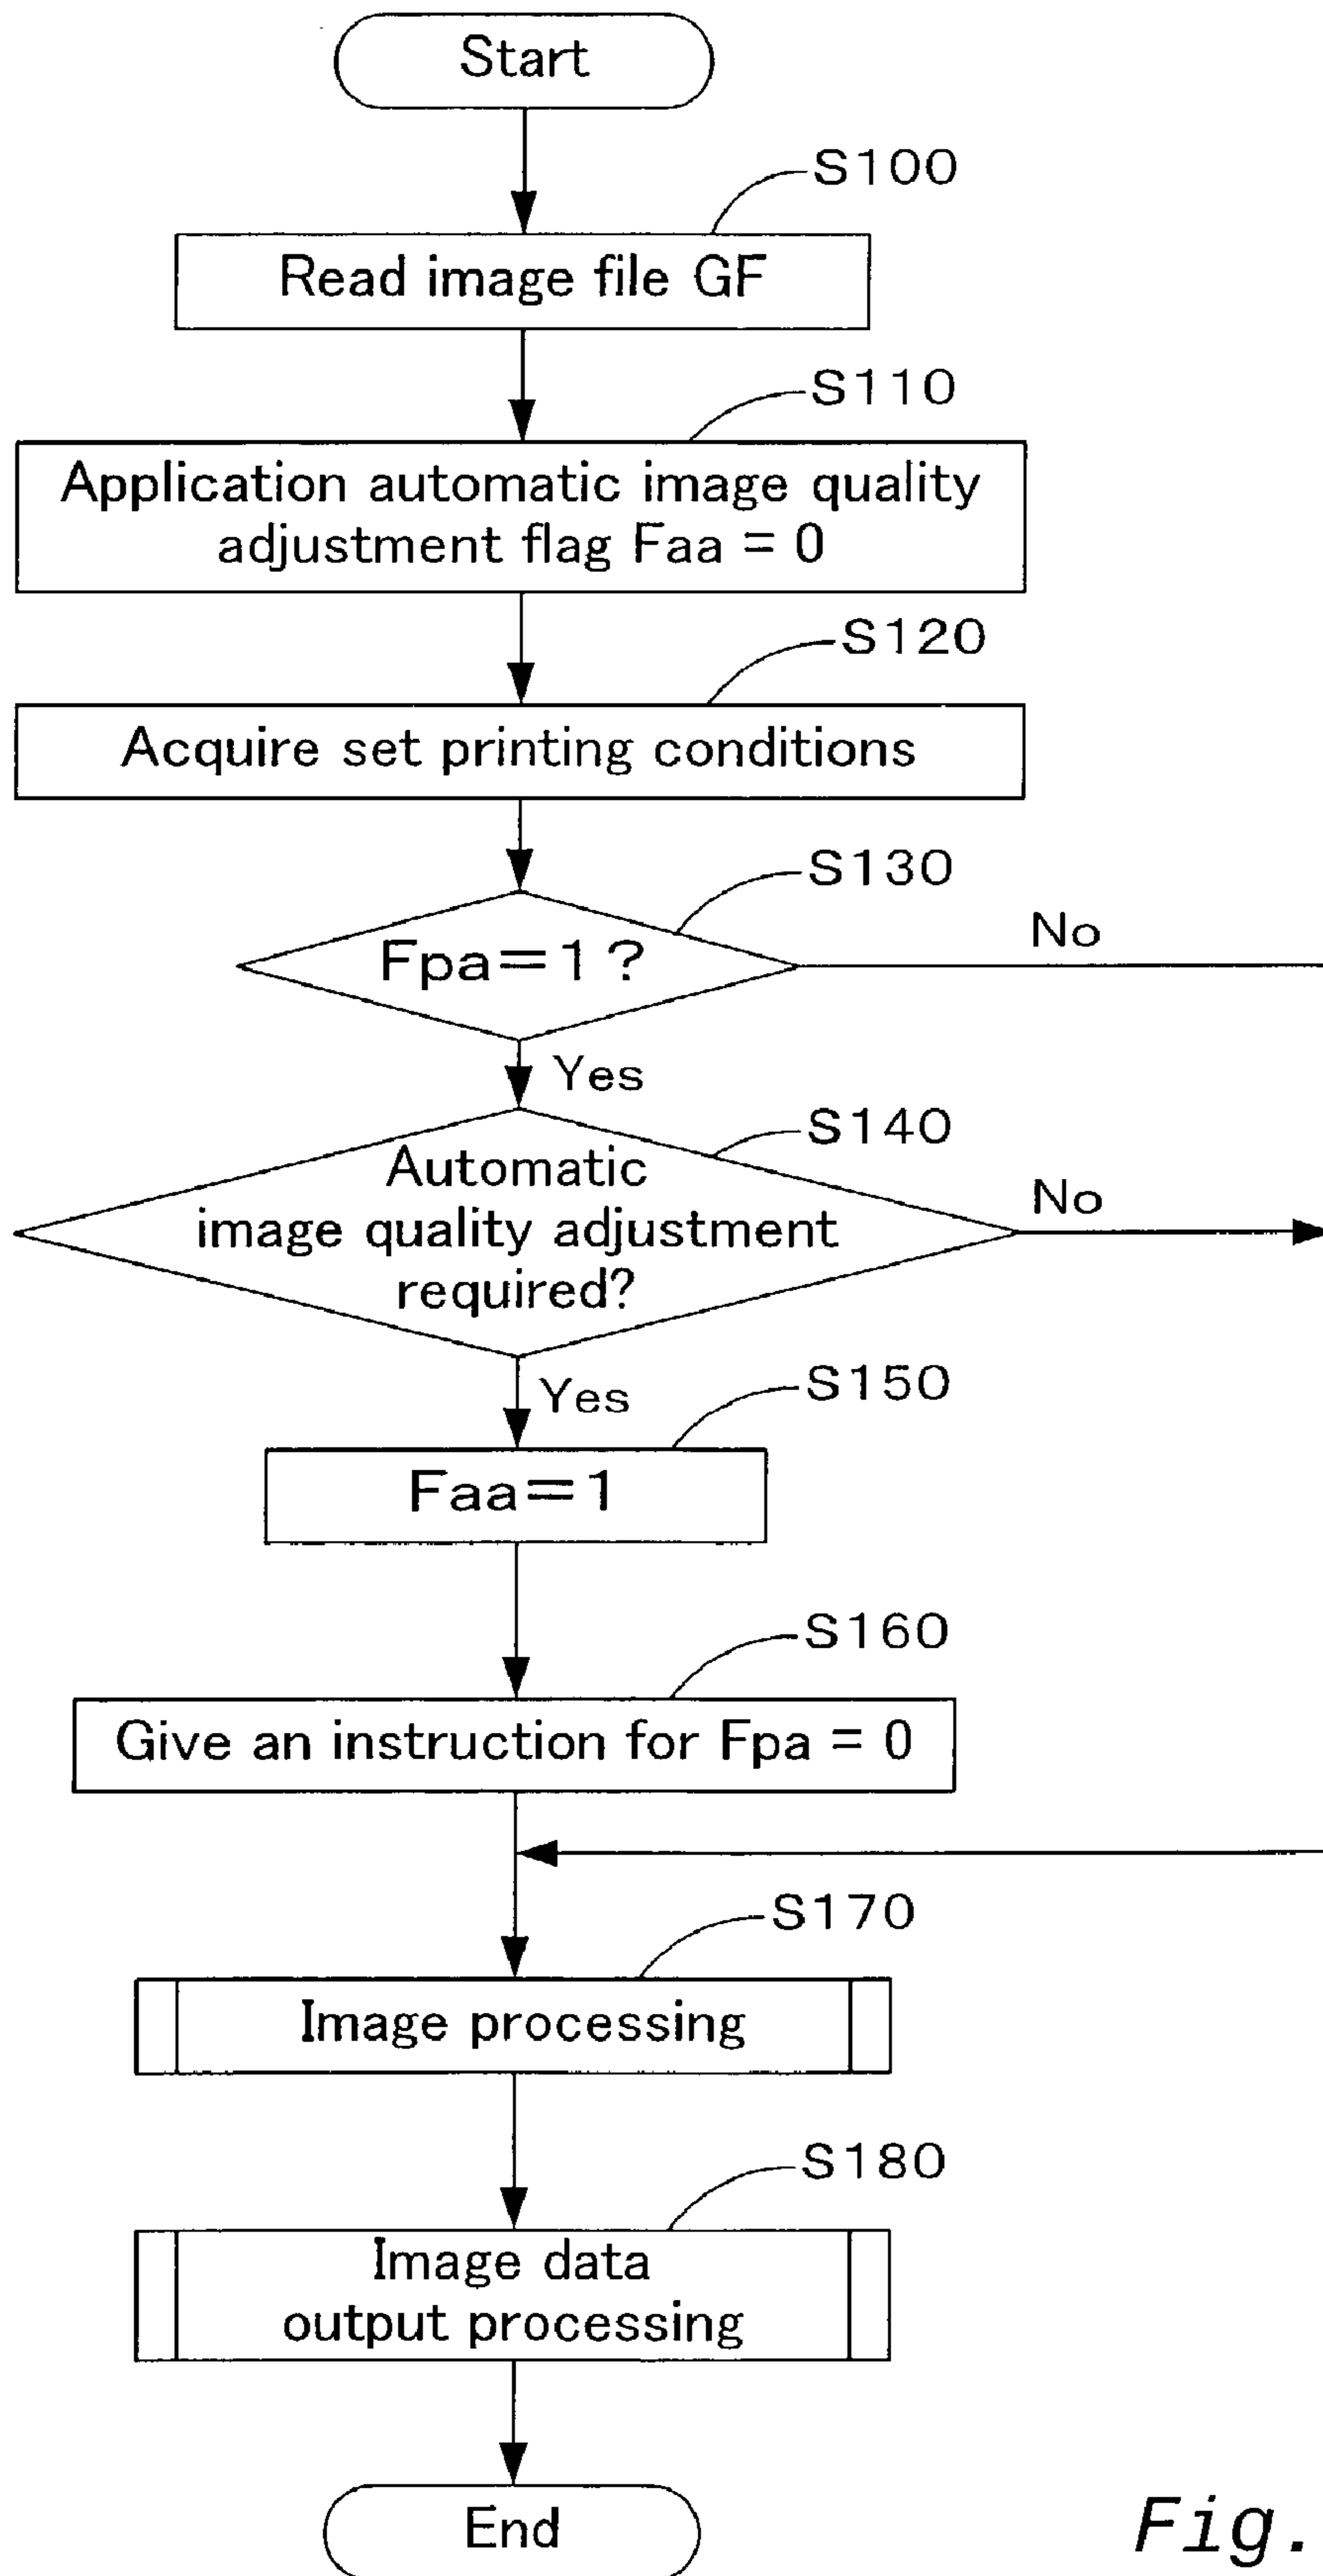 Start
S100
Read image file GF
S110
Application automatic image quality
adjustment flag Faa = 0
S120
Acquire set printing conditions
S130
Fpa=1?
No
Yes
S140
Automatic
image quality adjustment
required?
No
Yes
S150
Faa=1
S160
Give an instruction for Fpa = 0
S170
Image processing
S180
Image data
output processing
End
Fig.